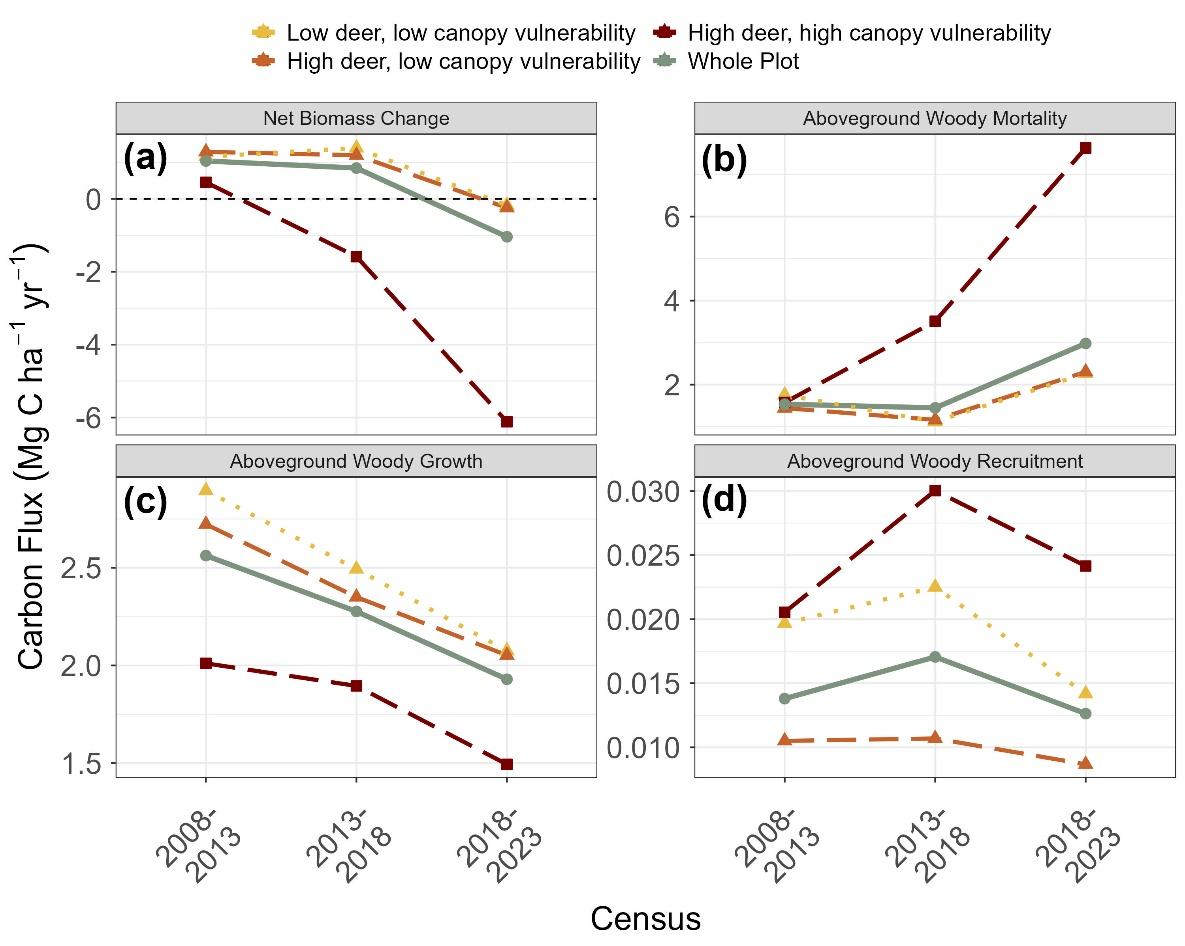 Low deer, low canopy vulnerability
High deer, high canopy vulnerability
High deer, low canopy vulnerability
Whole Plot
Net Biomass Change
Aboveground Woody Mortality
(a)
0
-2
-4
-6
(b)
6
4
2
Aboveground Woody Growth
Aboveground Woody Recruitment
(c)
2.5
2.0
1.5
(d)
0.030
0.025
0.020
0.015
0.010
Carbon Flux (Mg C ha⁻¹ yr⁻¹)
2008-
2013
2013-
2018
2018-
2023
2008-
2013
2013-
2018
2018-
2023
Census